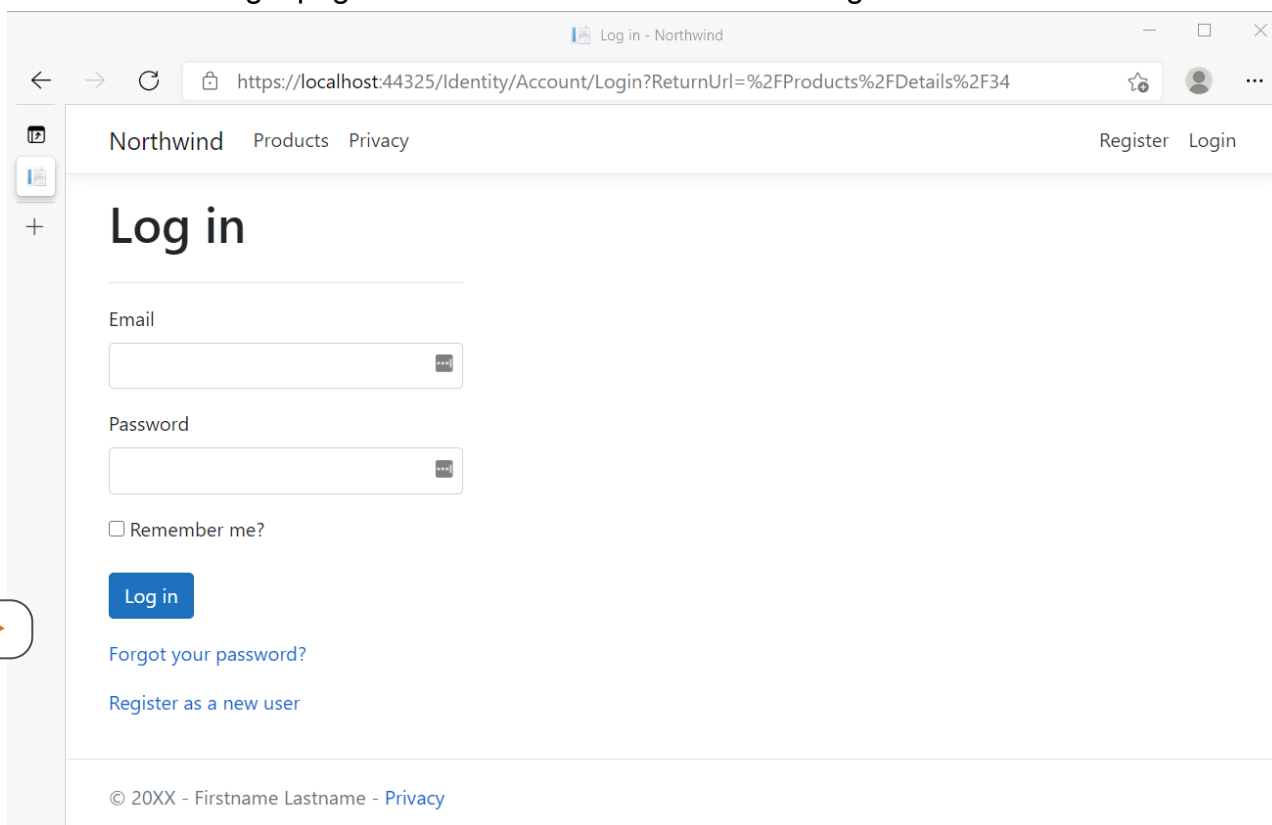 Log in - Northwind
https://localhost:44325/Identity/Account/Login?ReturnUrl=%2FProducts%2FDetails%2F34
Northwind Products Privacy Register Login
Log in
Email
Password
Remember me?
Log in
Forgot your password?
Register as a new user
© 20XX - Firstname Lastname - Privacy